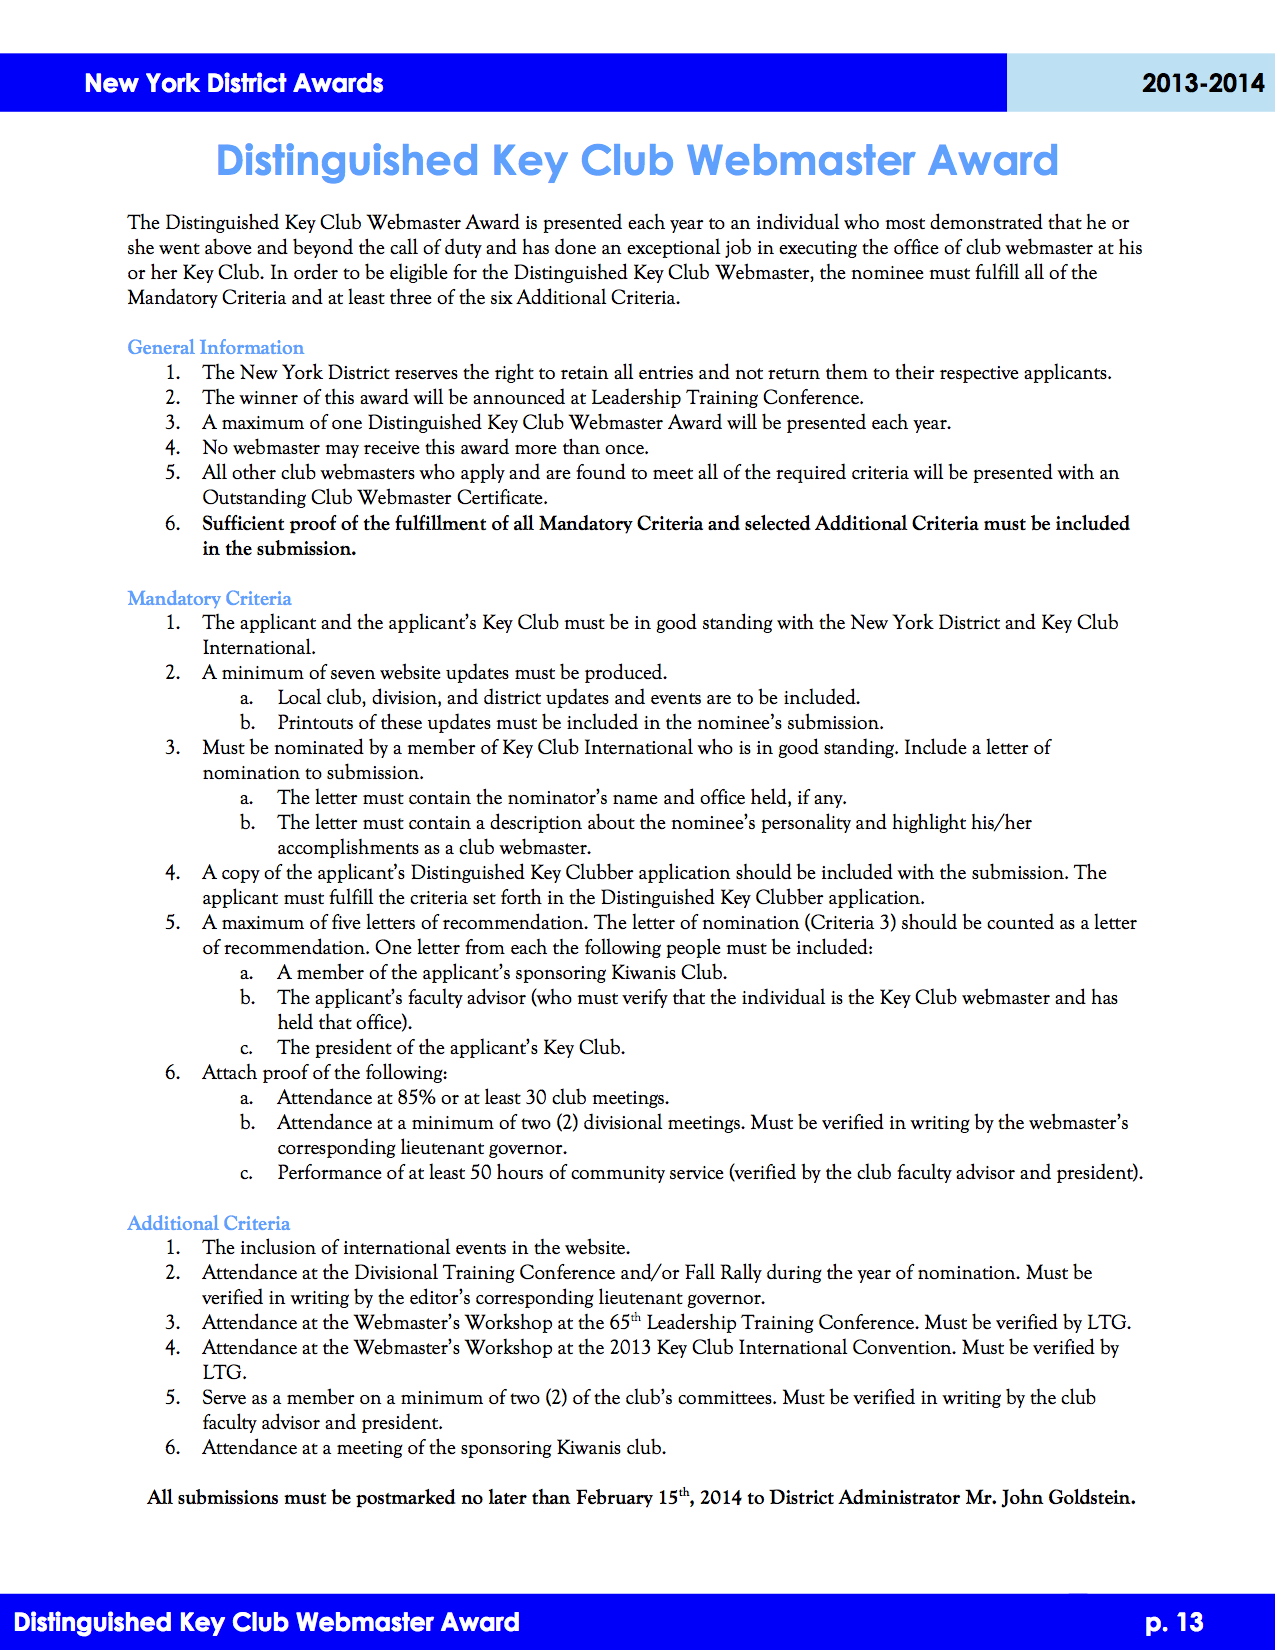 New York District Awards 2013-2014
Distinguished Key Club Webmaster Award
The Distinguished Key Club Webmaster Award is presented each year to an individual who most demonstrated that he or
she went above and beyond the call of duty and has done an exceptional job in executing the office of club webmaster at his
or her Key Club. In order to be eligible for the Distinguished Key Club Webmaster, the nominee must fulfill all of the
Mandatory Criteria and at least three of the six Additional Criteria.
General Information
1. The New York District reserves the right to retain all entries and not return them to their respective applicants.
2. The winner of this award will be announced at Leadership Training Conference.
3. A maximum of one Distinguished Key Club Webmaster Award will be presented each year.
4. No webmaster may receive this award more than once.
5. All other club webmasters who apply and are found to meet all of the required criteria will be presented with an
Outstanding Club Webmaster Certificate.
6. Sufficient proof of the fulfillment of all Mandatory Criteria and selected Additional Criteria must be included
in the submission.
Mandatory Criteria
1. The applicant and the applicant's Key Club must be in good standing with the New York District and Key Club
International.
2. A minimum of seven website updates must be produced.
a. Local club, division, and district updates and events are to be included.
b. Printouts of these updates must be included in the nominee's submission.
3. Must be nominated by a member of Key Club International who is in good standing. Include a letter of
nomination to submission.
a. The letter must contain the nominator's name and office held, if any.
b. The letter must contain a description about the nominee's personality and highlight his/her
accomplishments as a club webmaster.
4. A copy of the applicant's Distinguished Key Clubber application should be included with the submission. The
applicant must fulfill the criteria set forth in the Distinguished Key Clubber application.
5. A maximum of five letters of recommendation. The letter of nomination (Criteria 3) should be counted as a letter
of recommendation. One letter from each the following people must be included:
a. A member of the applicant's sponsoring Kiwanis Club.
b. The applicant's faculty advisor (who must verify that the individual is the Key Club webmaster and has
held that office).
c. The president of the applicant's Key Club.
6. Attach proof of the following:
a. Attendance at 85% or at least 30 club meetings.
b. Attendance at a minimum of two (2) divisional meetings. Must be verified in writing by the webmaster's
corresponding lieutenant governor.
c. Performance of at least 50 hours of community service (verified by the club faculty advisor and president).
Additional Criteria
1. The inclusion of international events in the website.
2. Attendance at the Divisional Training Conference and/or Fall Rally during the year of nomination. Must be
verified in writing by the editor's corresponding lieutenant governor.
3. Attendance at the Webmaster's Workshop at the 65th Leadership Training Conference. Must be verified by LTG.
4. Attendance at the Webmaster's Workshop at the 2013 Key Club International Convention. Must be verified by
LTG.
5. Serve as a member on a minimum of two (2) of the club's committees. Must be verified in writing by the club
faculty advisor and president.
6. Attendance at a meeting of the sponsoring Kiwanis club.
All submissions must be postmarked no later than February 15th, 2014 to District Administrator Mr. John Goldstein.
Distinguished Key Club Webmaster Award p. 13